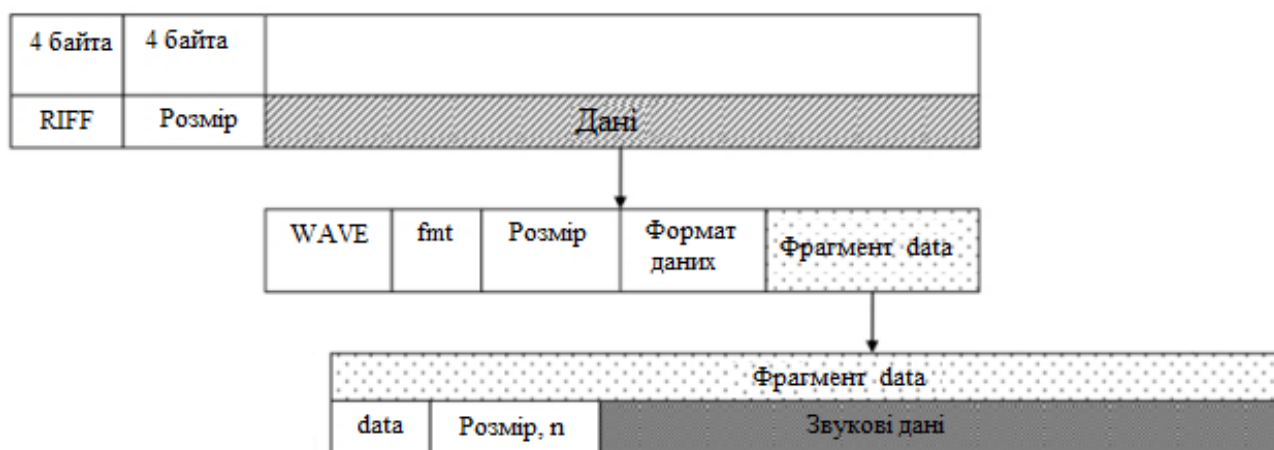 4 байта 4 байта
RIFF Розмір Дані
WAVE fmt Розмір Формат даних Фрагмент data
Фрагмент data
data Розмір, n Звукові дані